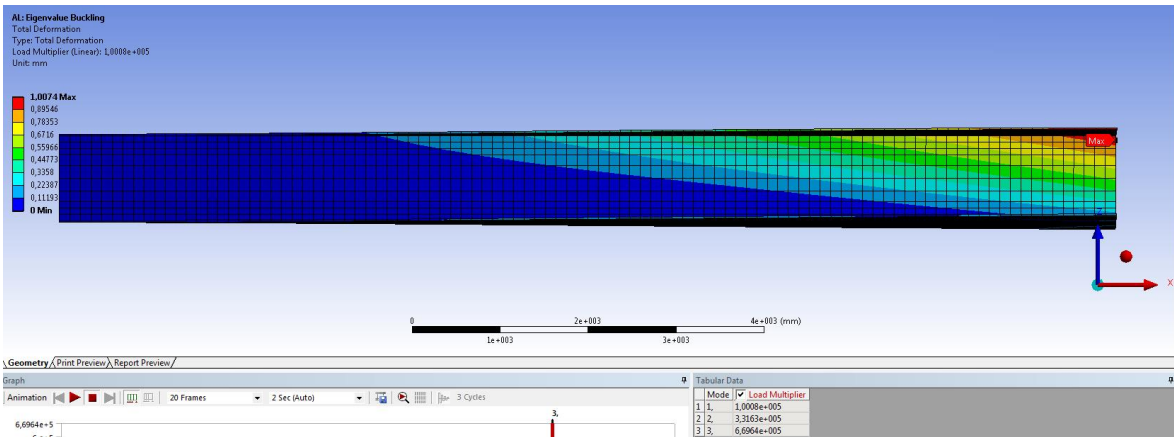 AL: Eigenvalue Buckling
Total Deformation
Type: Total Deformation
Load Multiplier (Linear): 1,0008e+005
Unit: mm
1,0074 Max
0,89546
0,78353
0,6716
0,55966
0,44773
0,3358
0,22387
0,11193
0 Min
Max
X
0 2e+003 4e+003 (mm)
1e+003 3e+003
Geometry Print Preview Report Preview
Graph
Animation 20 Frames 2 Sec (Auto) 3 Cycles
3,
6,6964e+5
Tabular Data
Mode Load Multiplier
1 1, 1,0008e+005
2 2, 3,3163e+005
3 3, 6,6964e+005